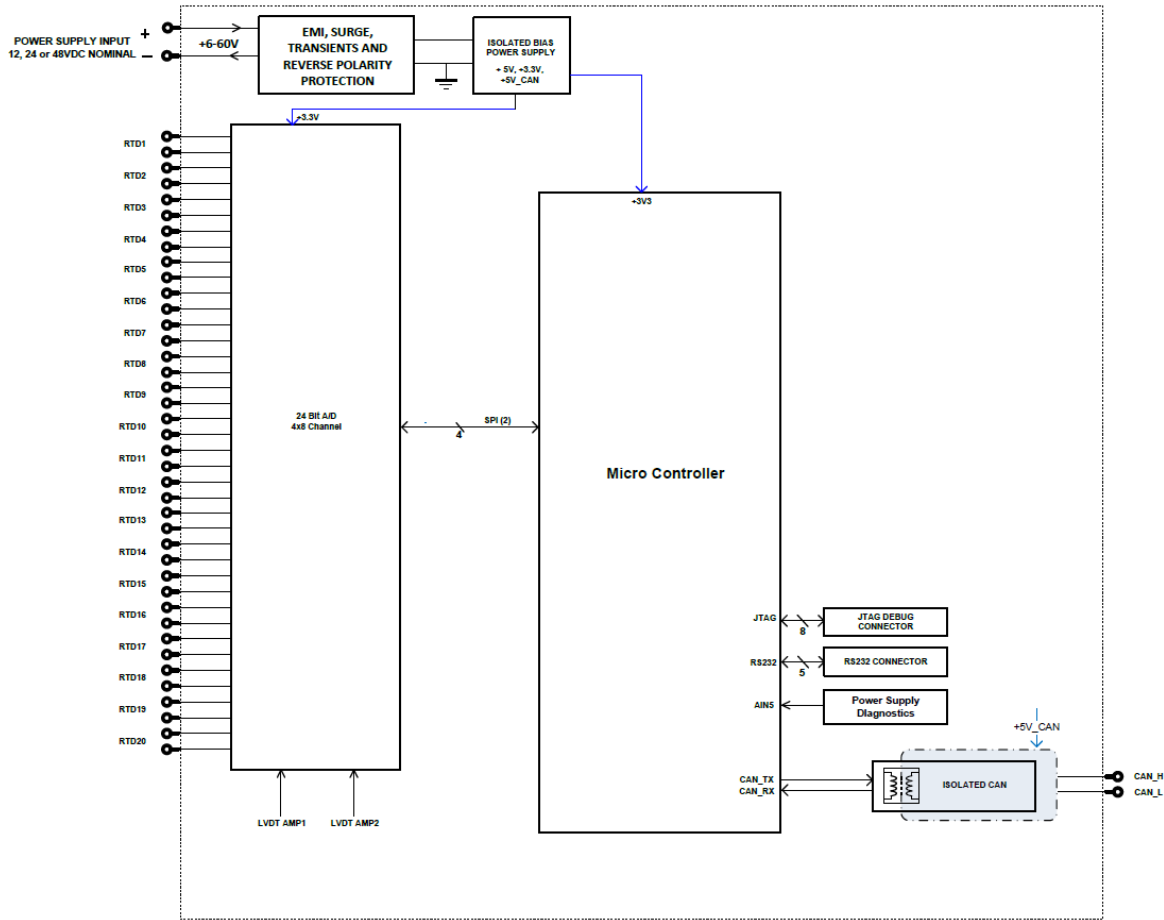 POWER SUPPLY INPUT
12, 24 or 48VDC NOMINAL
+
–
+6-60V
EMI, SURGE,
TRANSIENTS AND
REVERSE POLARITY
PROTECTION
ISOLATED BIAS
POWER SUPPLY
+ 5V, +3.3V,
+5V_CAN
+3.3V
+3V3
RTD1
RTD2
RTD3
RTD4
RTD5
RTD6
RTD7
RTD8
RTD9
RTD10
RTD11
RTD12
RTD13
RTD14
RTD15
RTD16
RTD17
RTD18
RTD19
RTD20
24 Bit A/D
4x8 Channel
SPI (2)
4
Micro Controller
JTAG
8
JTAG DEBUG
CONNECTOR
RS232
5
RS232 CONNECTOR
AIN5
Power Supply
Diagnostics
+5V_CAN
CAN_TX
CAN_RX
ISOLATED CAN
CAN_H
CAN_L
LVDT AMP1
LVDT AMP2